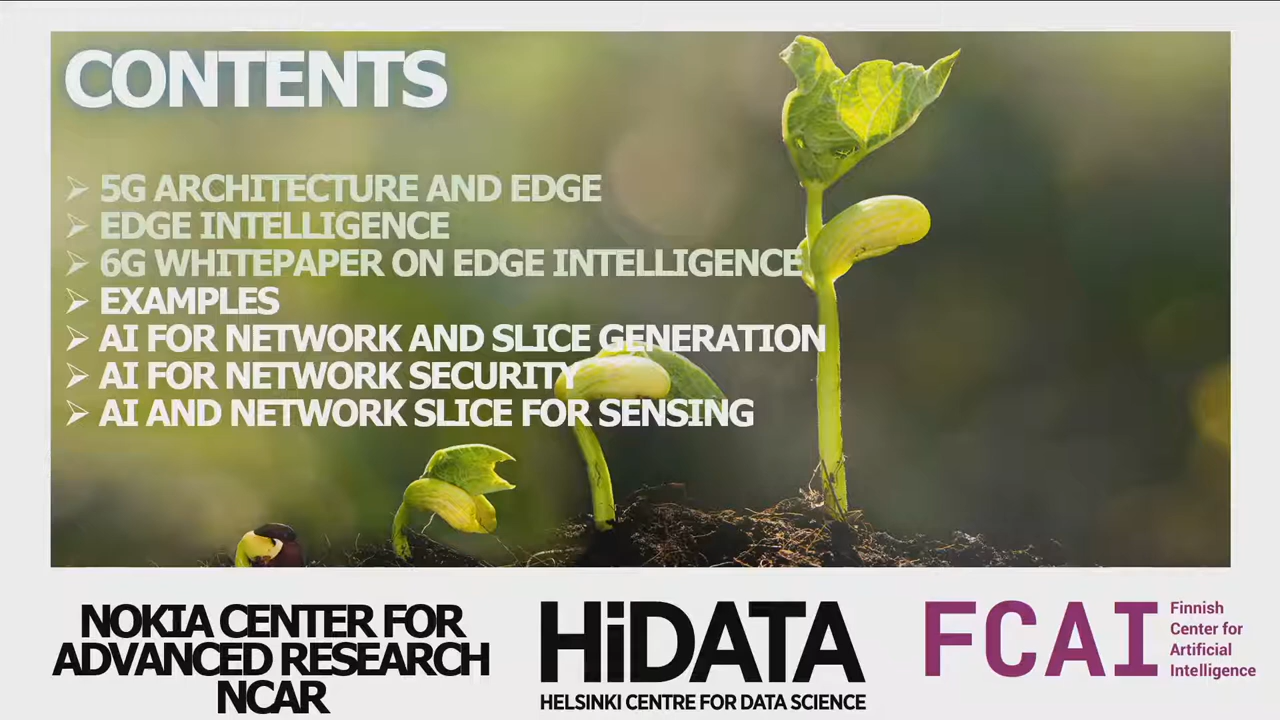 CONTENTS
5G ARCHITECTURE AND EDGE
EDGE INTELLIGENCE
6G WHITEPAPER ON EDGE INTELLIGENCE
EXAMPLES
AI FOR NETWORK AND SLICE GENERATION
AI FOR NETWORK SECURITY
AI AND NETWORK SLICE FOR SENSING
NOKIA CENTER FOR
ADVANCED RESEARCH
NCAR
HiDATA
HELSINKI CENTRE FOR DATA SCIENCE
FCAI
Finnish
Center for
Artificial
Intelligence